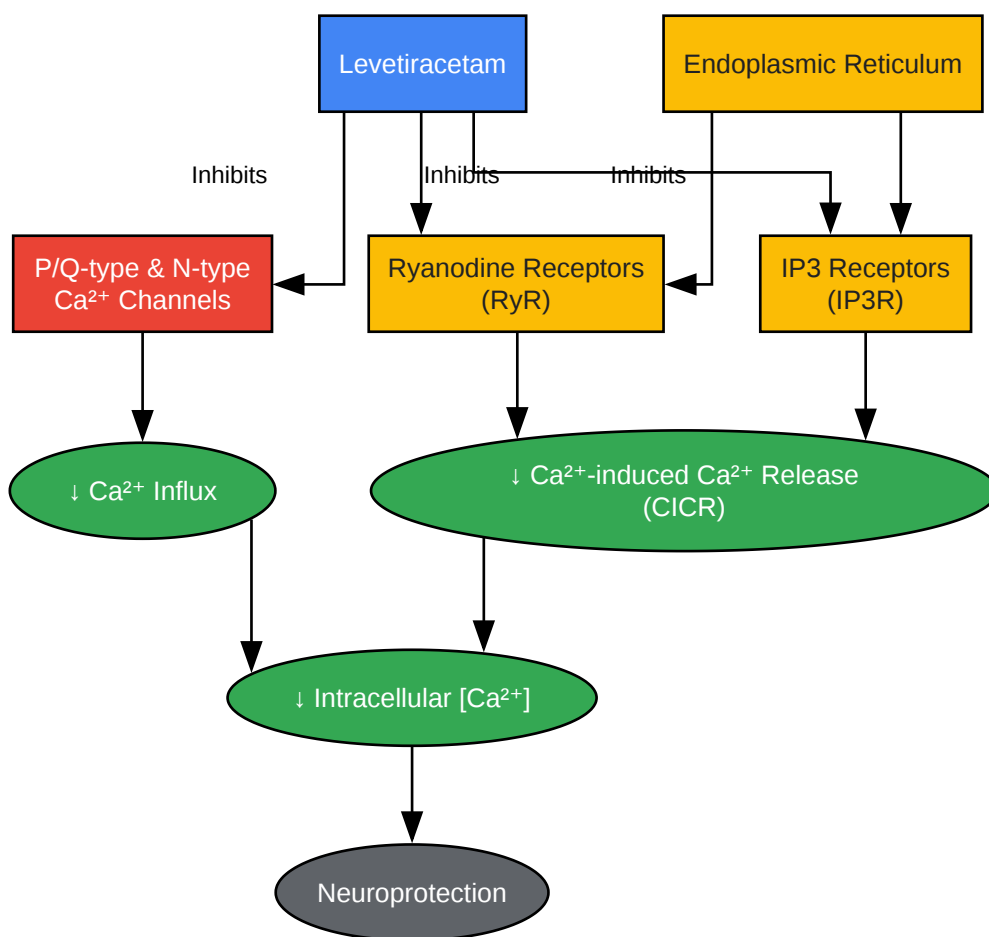 Levetiracetam
Endoplasmic Reticulum
Inhibits
Inhibits
Inhibits
P/Q-type & N-type
Ca²⁺ Channels
Ryanodine Receptors
(RyR)
IP3 Receptors
(IP3R)
↓ Ca²⁺ Influx
↓ Ca²⁺-induced Ca²⁺ Release
(CICR)
↓ Intracellular [Ca²⁺]
Neuroprotection